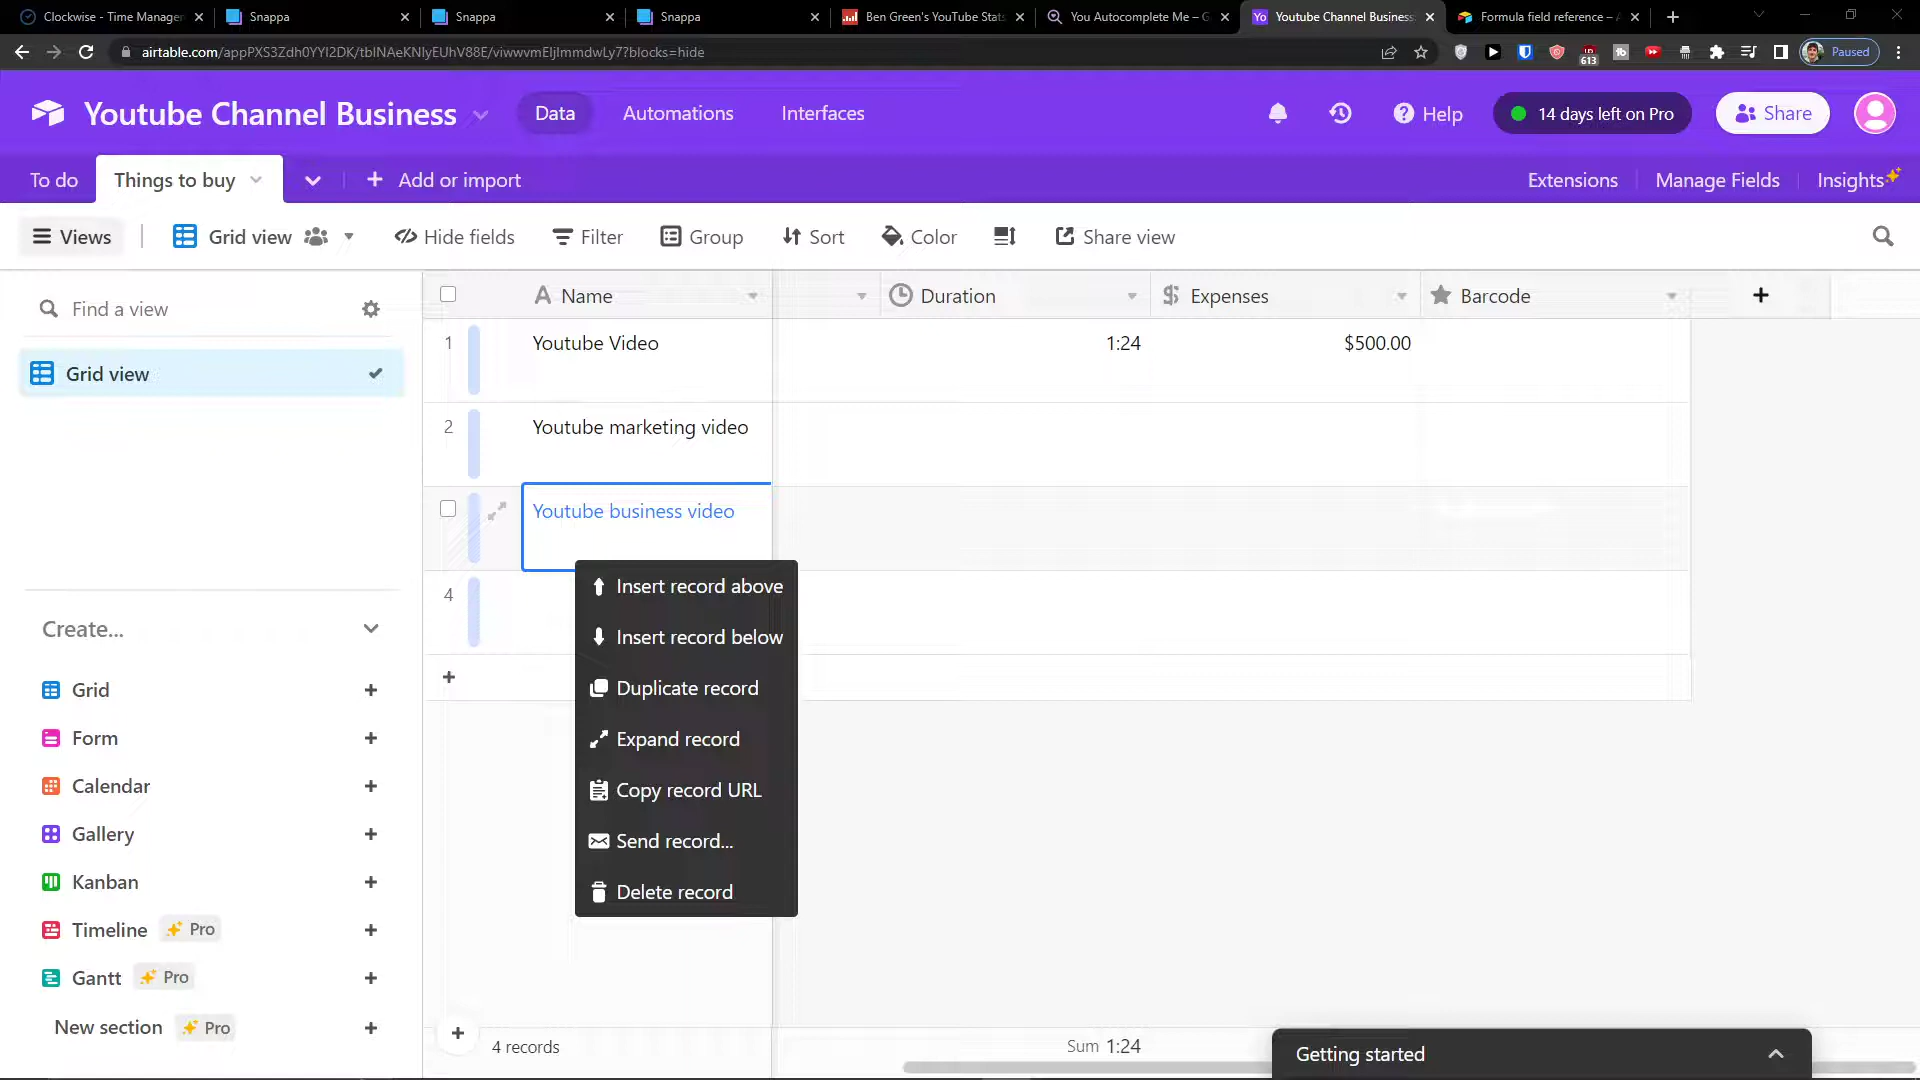 Clockwise - Time Manage
Snappa
Snappa
Snappa
Ben Green's YouTube Stats
You Autocomplete Me – G
Yo
Youtube Channel Business:
Formula field reference – A
airtable.com/appPXS3Zdh0YYI2DK/tblNAeKNlyEUhV88E/viwwvmEljlmmdwLy7?blocks=hide
613
Paused
Youtube Channel Business
Data
Automations
Interfaces
Help
14 days left on Pro
Share
To do
Things to buy
Add or import
Extensions
Manage Fields
Insights
Views
Grid view
Hide fields
Filter
Group
Sort
Color
Share view
Find a view
Name
Duration
Expenses
Barcode
1
Youtube Video
1:24
$500.00
Grid view
2
Youtube marketing video
Youtube business video
4
Insert record above
Insert record below
Duplicate record
Expand record
Copy record URL
Send record...
Delete record
Create...
Grid
Form
Calendar
Gallery
Kanban
Timeline
Pro
Gantt
Pro
New section
Pro
4 records
Sum 1:24
Getting started